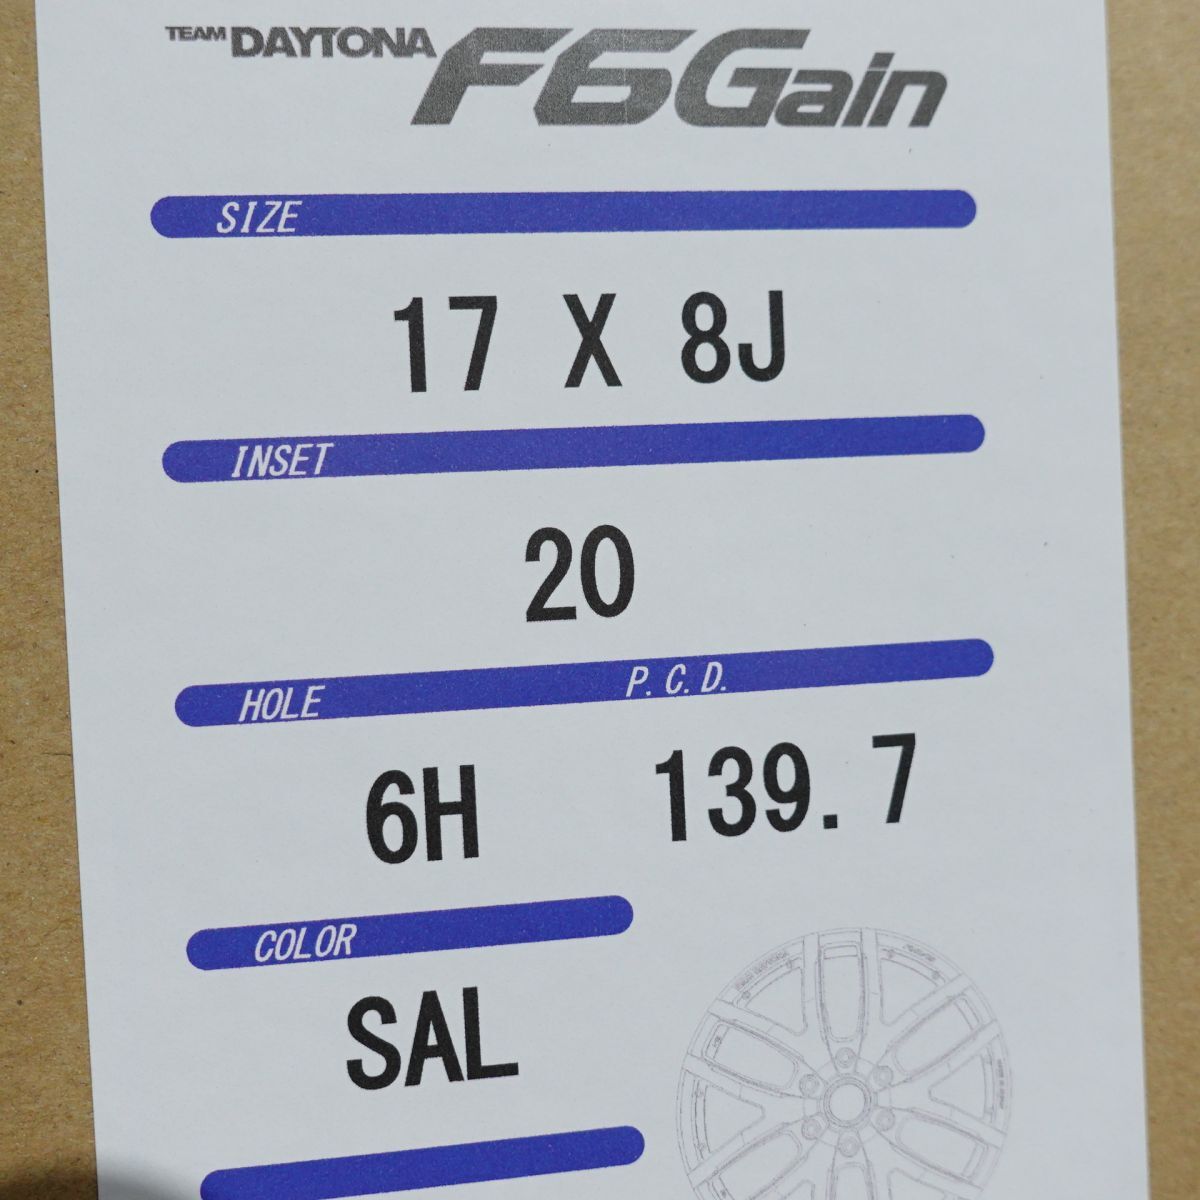 TEAM DAYTONA F6Gain
SIZE
17 X 8J
INSET
20
HOLE P.C.D.
6H 139.7
COLOR
SAL